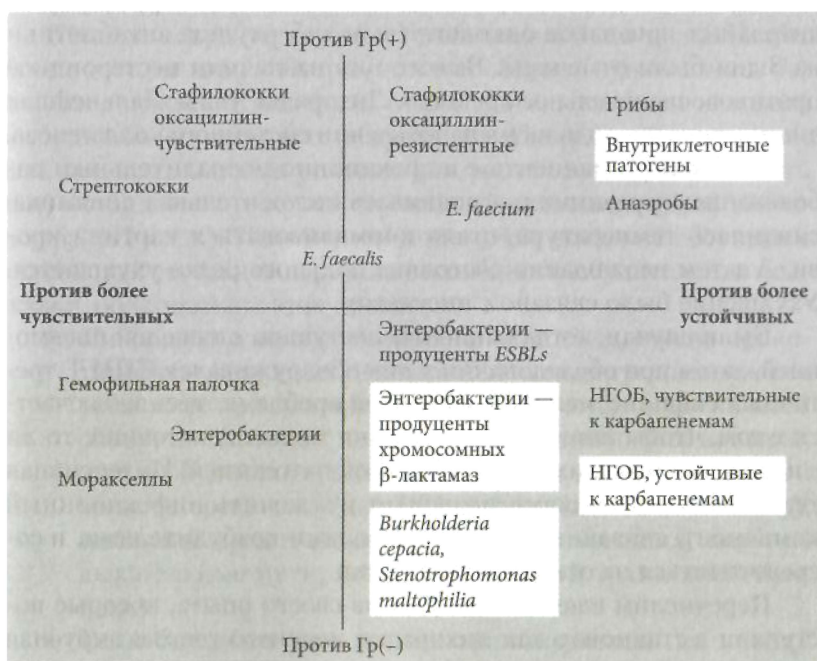 Против Гр(+)
Стафилококки
оксациллин-
чувствительные
Стафилококки
оксациллин-
резистентные
Грибы
Внутриклеточные
патогены
Стрептококки
E. faecium
Анаэробы
E. faecalis
Против более
чувствительных
Против более
устойчивых
Энтеробактерии —
продуценты ESBLs
Гемофильная палочка
Энтеробактерии —
продуценты
хромосомных
β-лактамаз
НГОБ, чувствительные
к карбапенемам
Энтеробактерии
Моракселлы
НГОБ, устойчивые
к карбапенемам
Burkholderia
cepacia,
Stenotrophomonas
maltophilia
Против Гр(–)